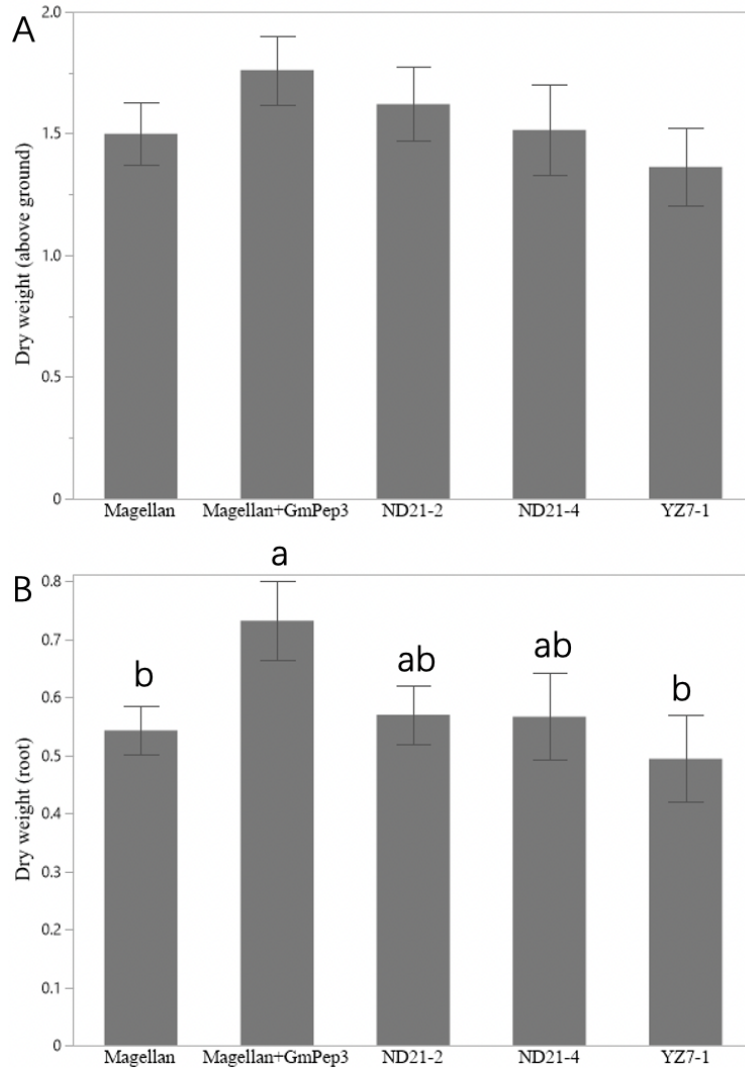 A
2.0
1.5
1.0
0.5
0
Dry weight (above ground)
Magellan Magellan+GmPep3 ND21-2 ND21-4 YZ7-1
B
0.8
0.7
0.6
0.5
0.4
0.3
0.2
0.1
0
Dry weight (root)
b a ab ab b
Magellan Magellan+GmPep3 ND21-2 ND21-4 YZ7-1